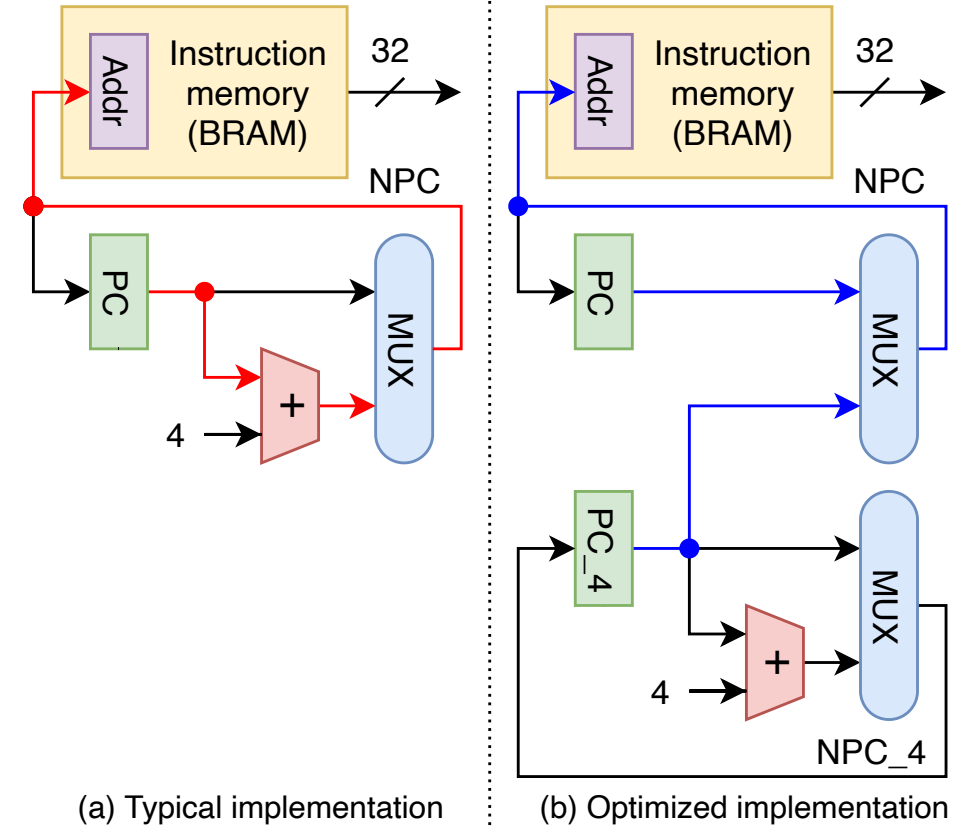 Addr
Instruction
memory
(BRAM)
32
NPC
PC
MUX
+
4
(a) Typical implementation
Addr
Instruction
memory
(BRAM)
32
NPC
PC
MUX
PC_4
MUX
+
4
NPC_4
(b) Optimized implementation